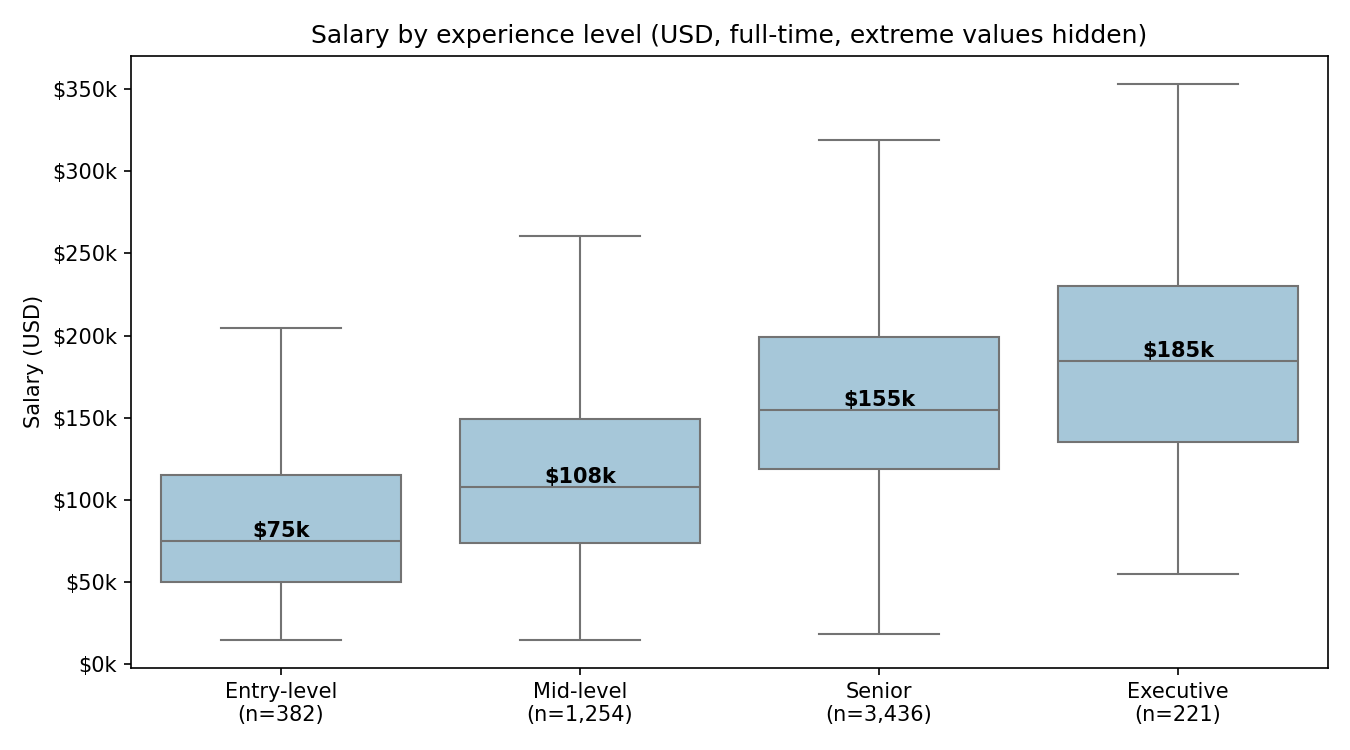 Salary by experience level (USD, full-time, extreme values hidden)
Salary (USD)
$350k
$300k
$250k
$200k
$150k
$100k
$50k
$0k
$75k
$108k
$155k
$185k
Entry-level
(n=382)
Mid-level
(n=1,254)
Senior
(n=3,436)
Executive
(n=221)